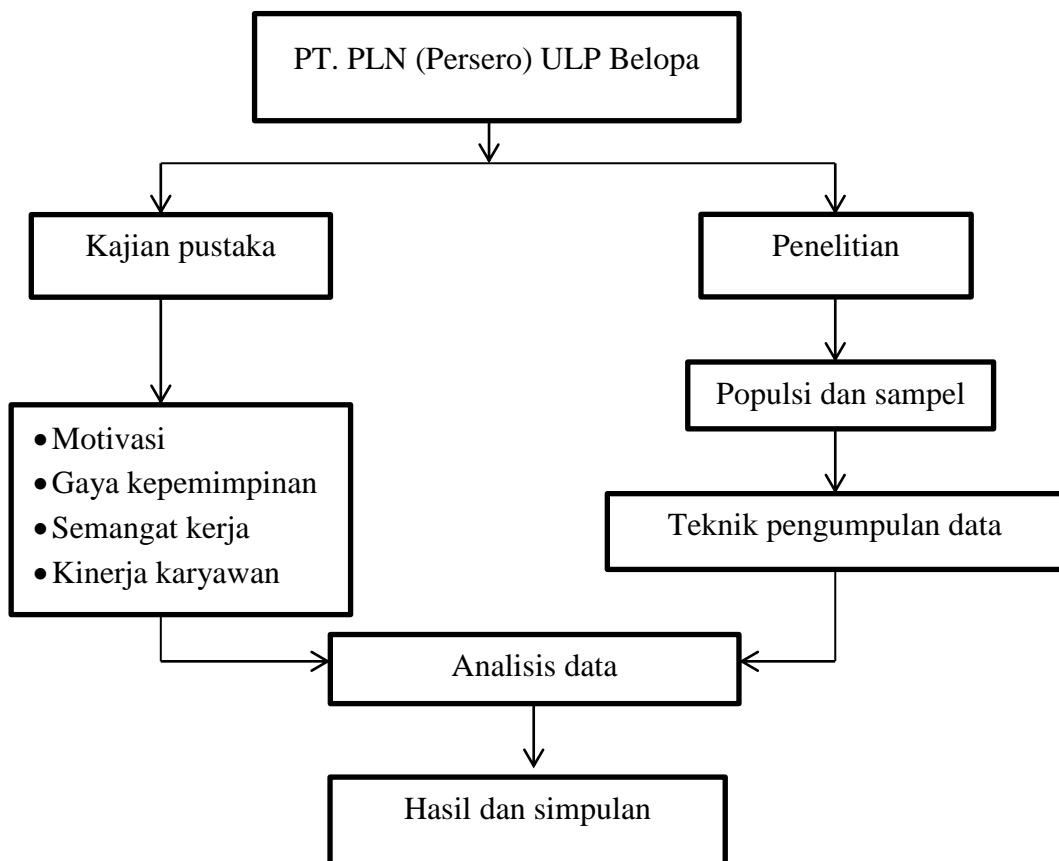 PT. PLN (Persero) ULP Belopa
Kajian pustaka
Penelitian
Populsi dan sampel
•Motivasi
•Gaya kepemimpinan
•Semangat kerja
•Kinerja karyawan
Teknik pengumpulan data
Analisis data
Hasil dan simpulan